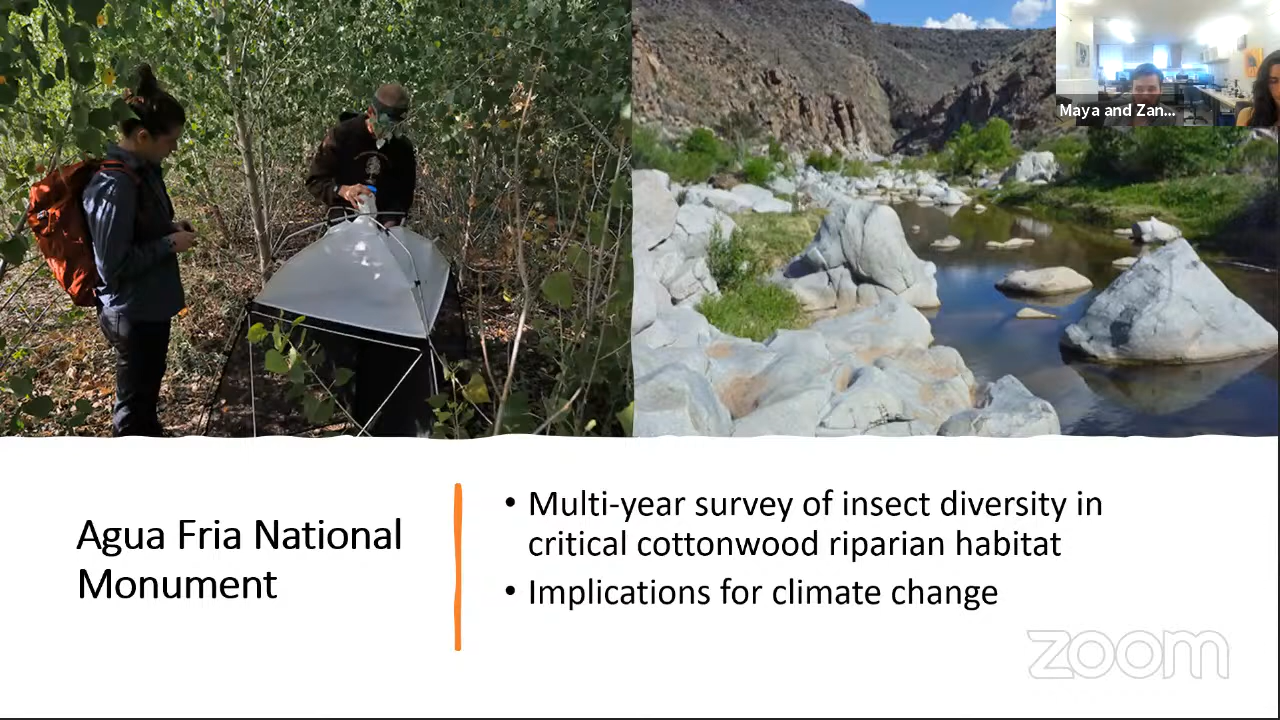 Maya and Zan...
Agua Fria National
Monument
• Multi-year survey of insect diversity in
critical cottonwood riparian habitat
• Implications for climate change
zoom